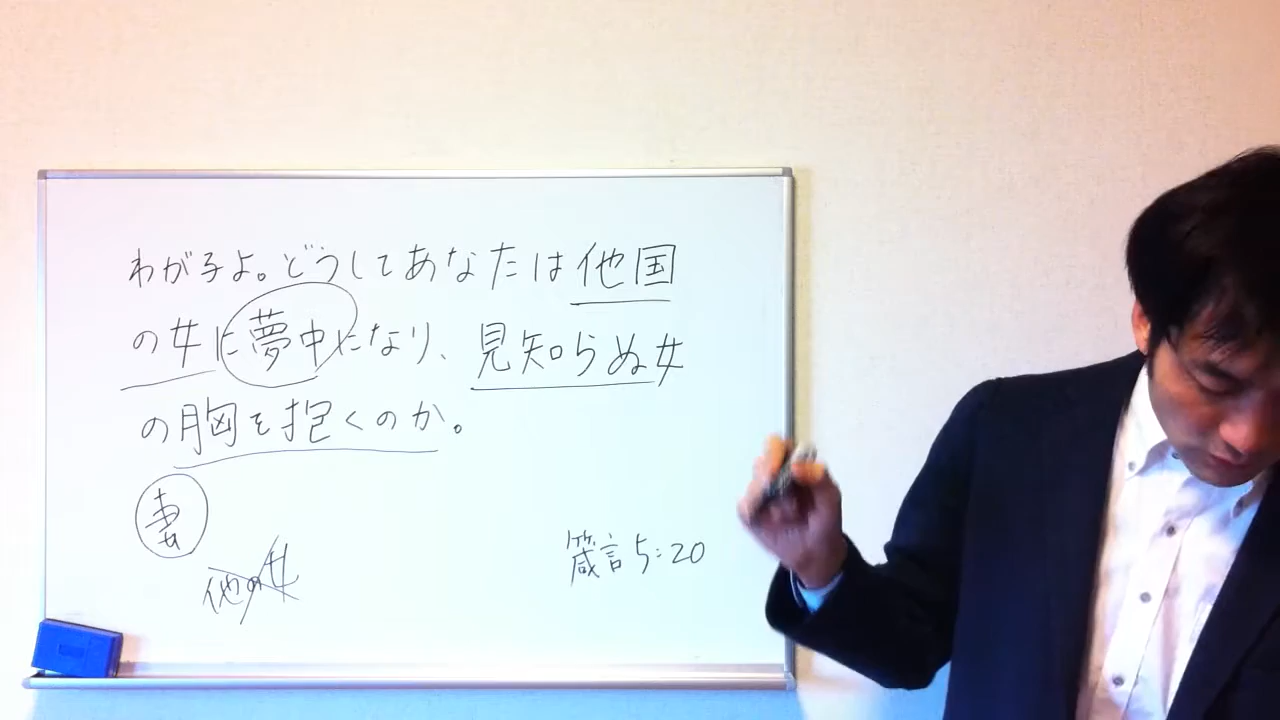 わが子よ。どうしてあなたは他国
の女に夢中になり、見知らぬ女
の胸を抱くのか。
妻
他の女
箴言5:20